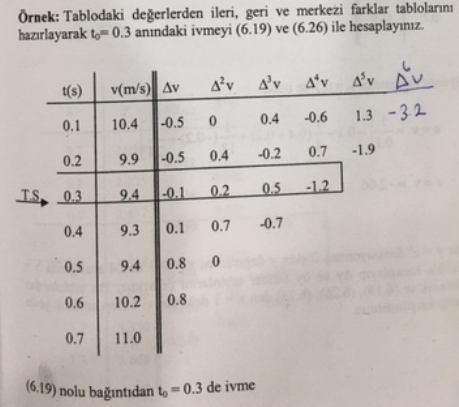 Örnek: Tablodaki değerlerden ileri, geri ve merkezi farklar tablolarını
hazırlayarak t₀= 0.3 anındaki ivmeyi (6.19) ve (6.26) ile hesaplayınız.
t(s) v(m/s) Δv Δ²v Δ³v Δ⁴v Δ⁵v Δ⁶v
0.1 10.4 -0.5 0 0.4 -0.6 1.3 -3.2
0.2 9.9 -0.5 0.4 -0.2 0.7 -1.9
T.S. 0.3 9.4 -0.1 0.2 0.5 -1.2
0.4 9.3 0.1 0.7 -0.7
0.5 9.4 0.8 0
0.6 10.2 0.8
0.7 11.0
(6.19) nolu bağıntıdan t₀ = 0.3 de ivme